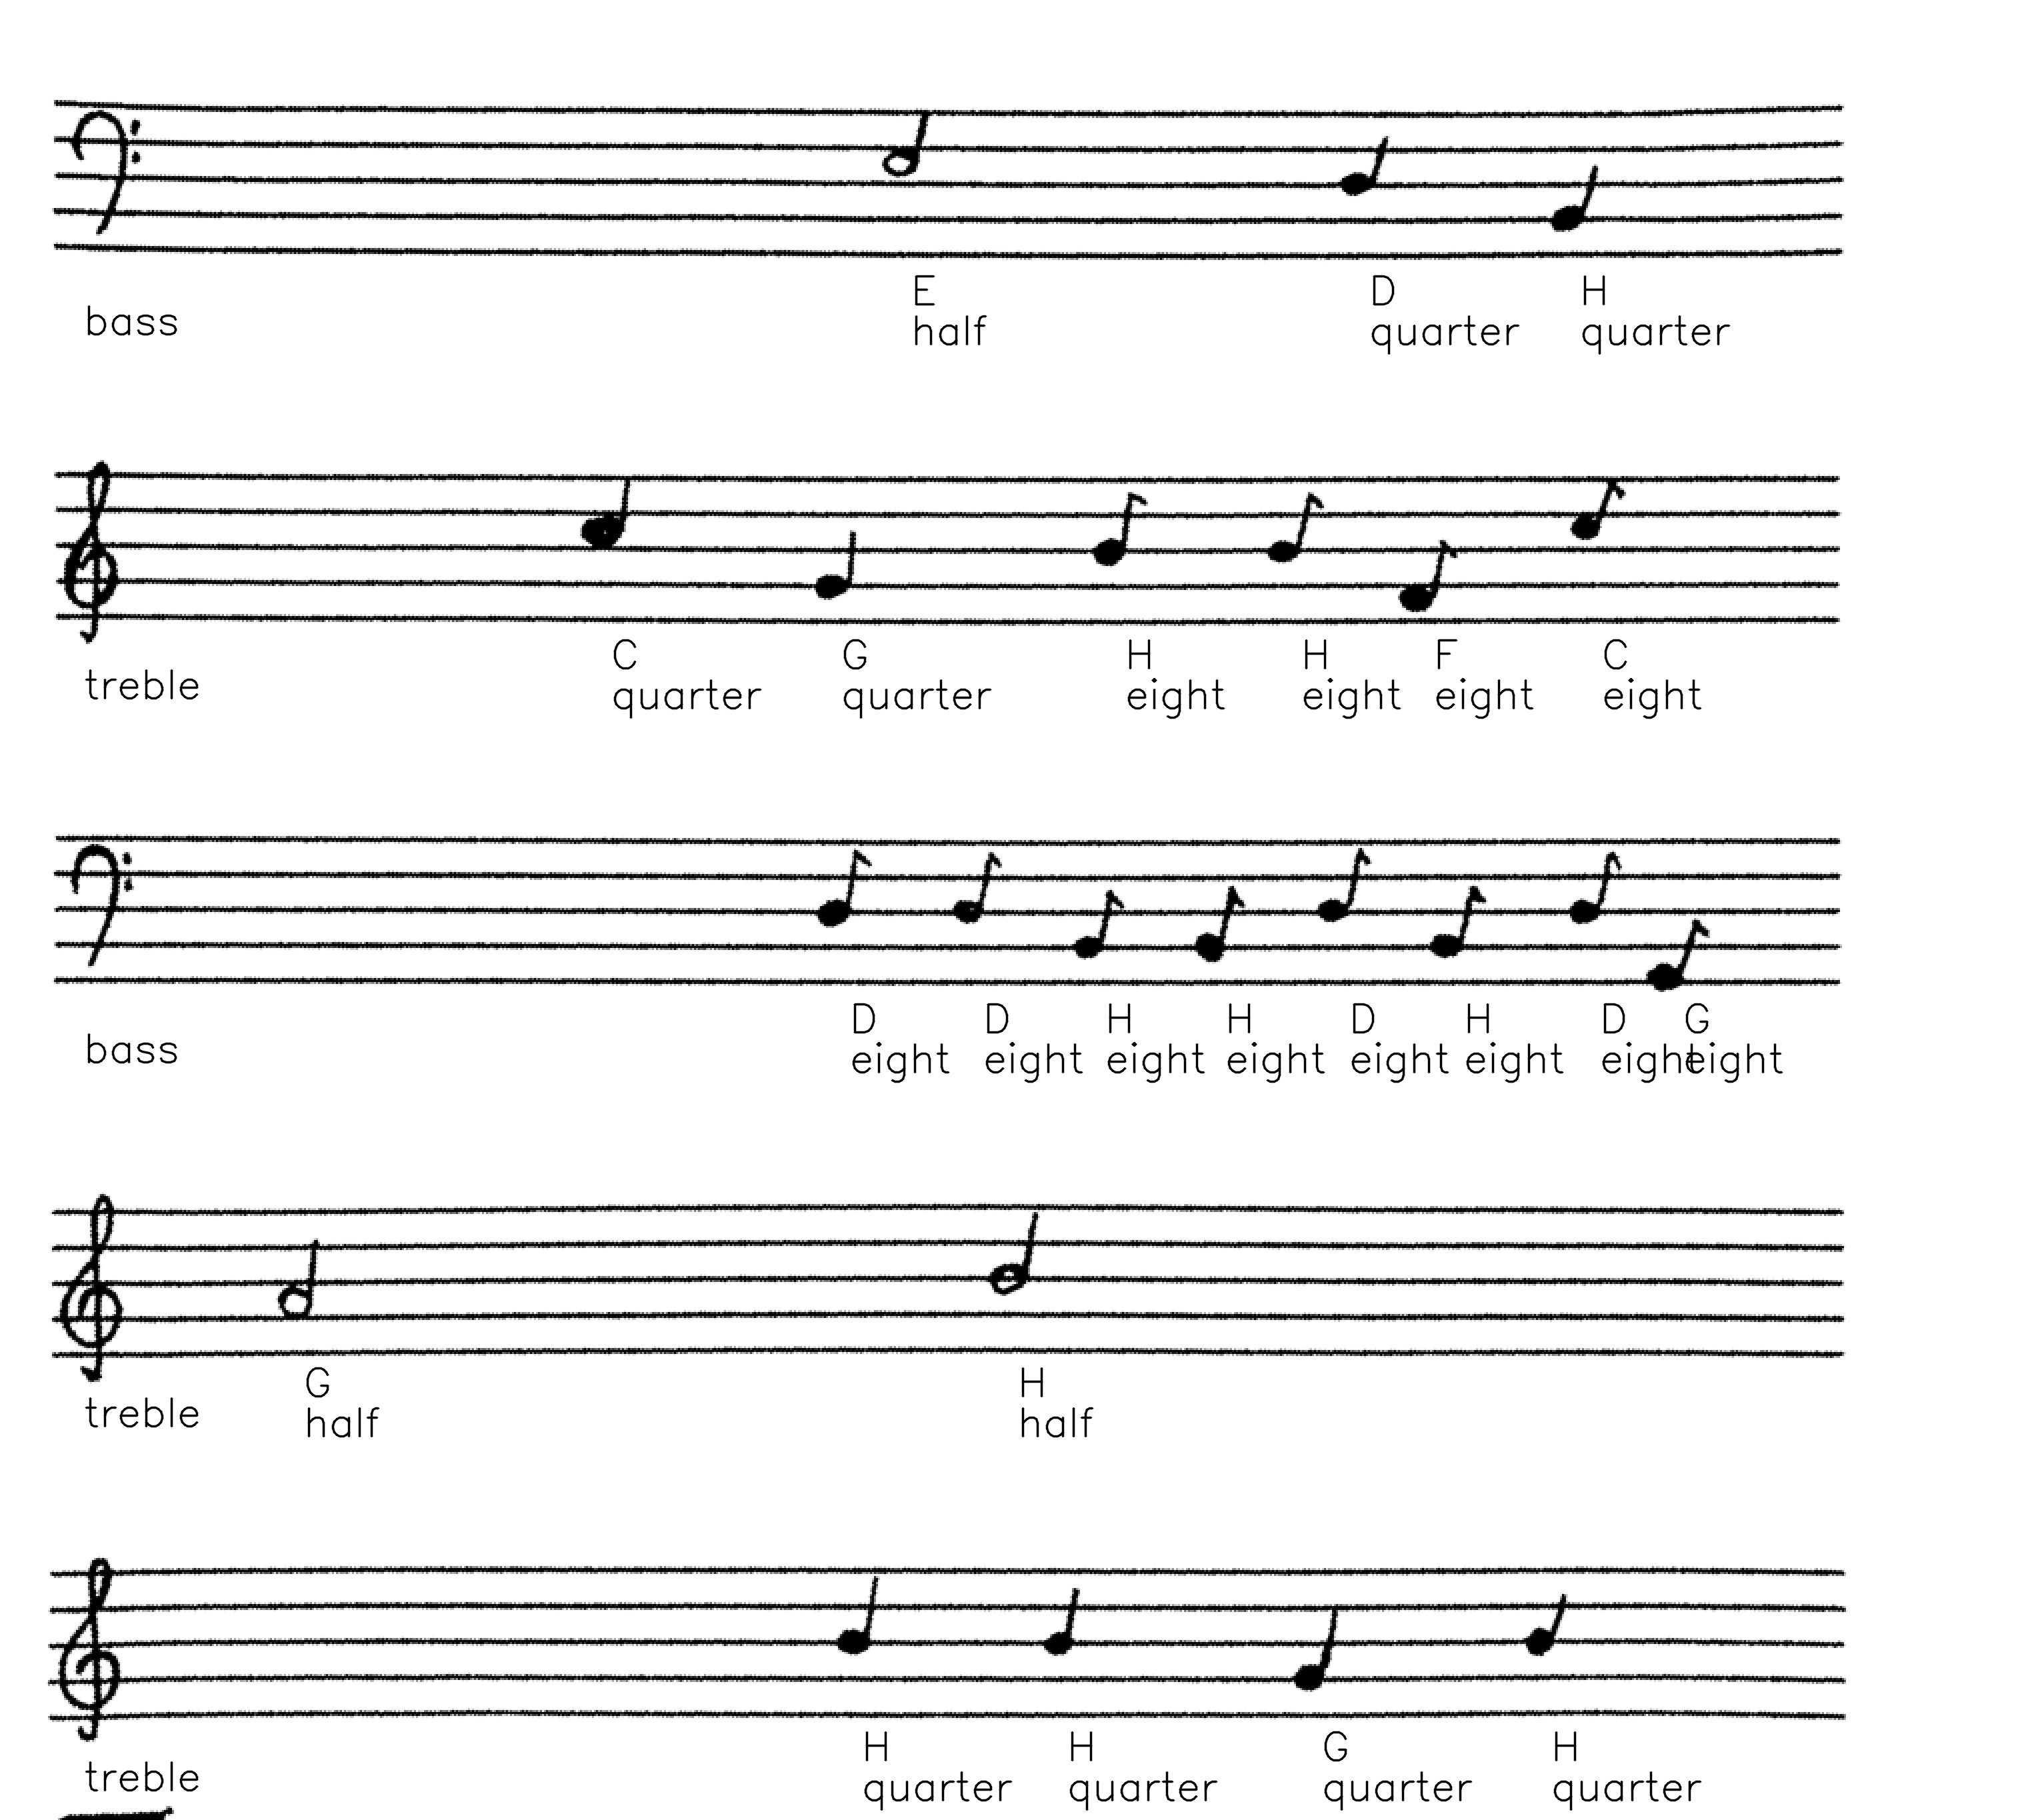 E D H
bass half quarter quarter
C G H H F C
treble quarter quarter eight eight eight eight
D D H H D H D G
bass eight eight eight eight eight eight eight eight
G H
treble half half
H H G H
treble quarter quarter quarter quarter